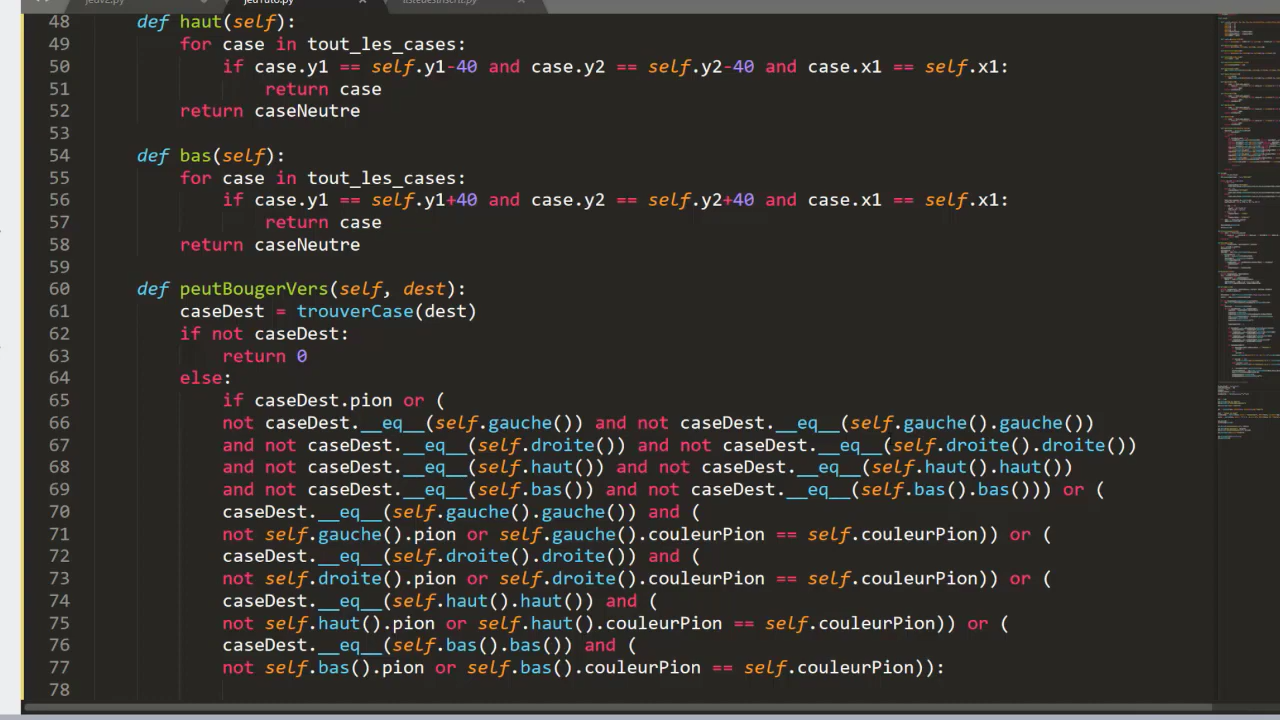 jeuv2.py jeuTuto.py
48 def haut(self):
49 for case in tout_les_cases:
50 if case.y1 == self.y1-40 and case.y2 == self.y2-40 and case.x1 == self.x1:
51 return case
52 return caseNeutre
53
54 def bas(self):
55 for case in tout_les_cases:
56 if case.y1 == self.y1+40 and case.y2 == self.y2+40 and case.x1 == self.x1:
57 return case
58 return caseNeutre
59
60 def peutBougerVers(self, dest):
61 caseDest = trouverCase(dest)
62 if not caseDest:
63 return 0
64 else:
65 if caseDest.pion or (
66 not caseDest.__eq__(self.gauche()) and not caseDest.__eq__(self.gauche().gauche())
67 and not caseDest.__eq__(self.droite()) and not caseDest.__eq__(self.droite().droite())
68 and not caseDest.__eq__(self.haut()) and not caseDest.__eq__(self.haut().haut())
69 and not caseDest.__eq__(self.bas()) and not caseDest.__eq__(self.bas().bas())) or (
70 caseDest.__eq__(self.gauche().gauche()) and (
71 not self.gauche().pion or self.gauche().couleurPion == self.couleurPion)) or (
72 caseDest.__eq__(self.droite().droite()) and (
73 not self.droite().pion or self.droite().couleurPion == self.couleurPion)) or (
74 caseDest.__eq__(self.haut().haut()) and (
75 not self.haut().pion or self.haut().couleurPion == self.couleurPion)) or (
76 caseDest.__eq__(self.bas().bas()) and (
77 not self.bas().pion or self.bas().couleurPion == self.couleurPion)):
78